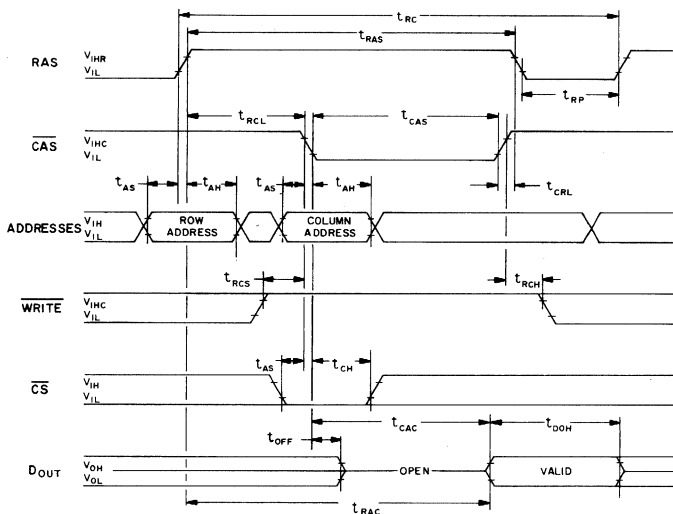 tRC
tRAS
RAS VIHR
VIL
tRP
tRCL tCAS
CAS VIHC
VIL
tAS tAH tAS tAH tCRL
ADDRESSES VIH
VIL
ROW ADDRESS
COLUMN ADDRESS
tRCS tRCH
WRITE VIHC
VIL
tAS tCH
CS VIH
VIL
tCAC tDOH
tOFF
DOUT VOH
VOL
OPEN VALID
tRAC